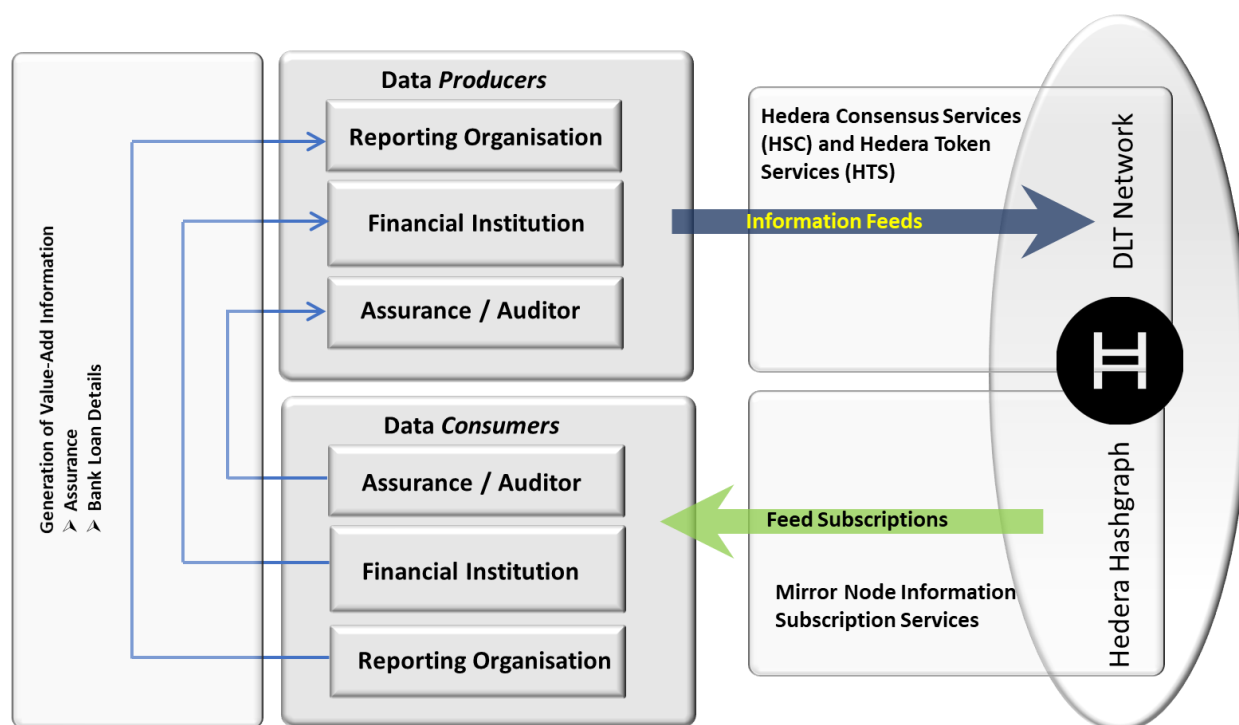 Generation of Value-Add Information
➢ Assurance
➢ Bank Loan Details
Data Producers
Reporting Organisation
Financial Institution
Assurance / Auditor
Data Consumers
Assurance / Auditor
Financial Institution
Reporting Organisation
Hedera Consensus Services
(HSC) and Hedera Token
Services (HTS)
Information Feeds
Feed Subscriptions
Mirror Node Information
Subscription Services
DLT Network
Hedera Hashgraph